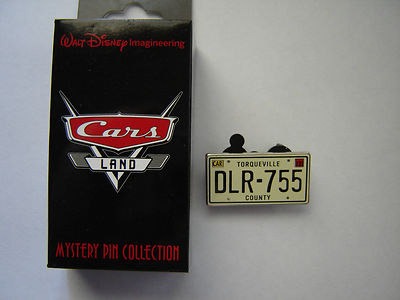 WALT DISNEY Imagineering
Cars
LAND
MYSTERY PIN COLLECTION
CAR
TORQUEVILLE
DLR-755
COUNTY